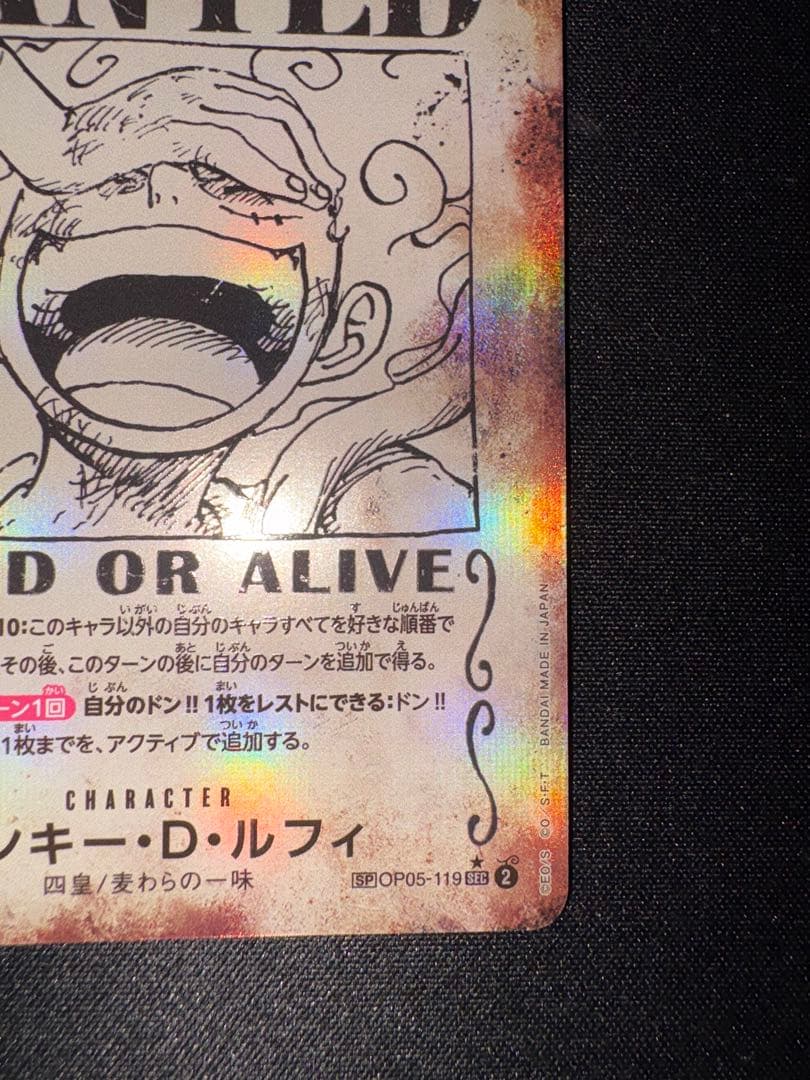 ANTED
D OR ALIVE
10:このキャラ以外の自分のキャラすべてを好きな順番で
その後、このターンの後に自分のターンを追加で得る。
ーン1回 自分のドン!!1枚をレストにできる:ドン!!
1枚までを、アクティブで追加する。
CHARACTER
ンキー・D・ルフィ
四皇/麦わらの一味
SP OP05-119 SEC 2
©EO/S ©O S・F・T BANDAI MADE IN JAPAN